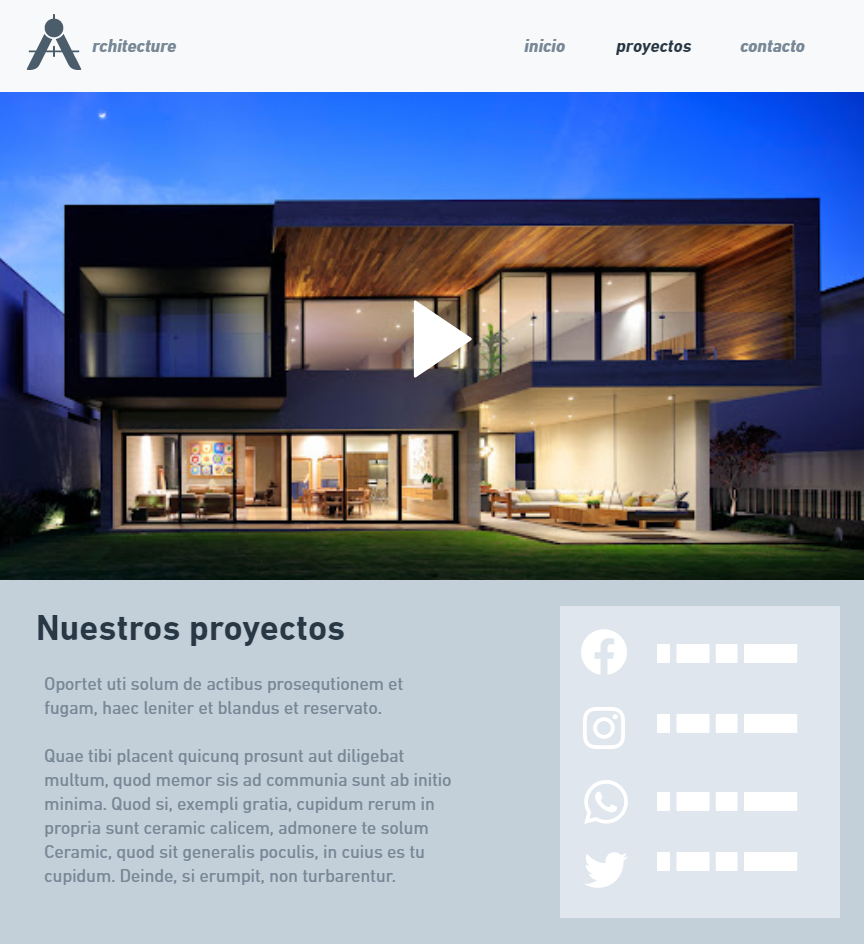 rchitecture
inicio proyectos contacto
Nuestros proyectos
Oportet uti solum de actibus prosequtionem et
fugam, haec leniter et blandus et reservato.
Quae tibi placent quicunq prosunt aut diligebat
multum, quod memor sis ad communia sunt ab initio
minima. Quod si, exempli gratia, cupidum rerum in
propria sunt ceramic calicem, admonere te solum
Ceramic, quod sit generalis poculis, in cuius es tu
cupidum. Deinde, si erumpit, non turbarentur.